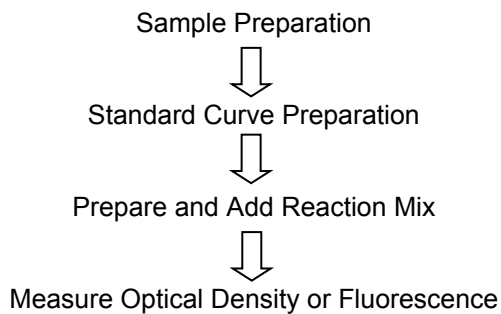 Sample Preparation
Standard Curve Preparation
Prepare and Add Reaction Mix
Measure Optical Density or Fluorescence